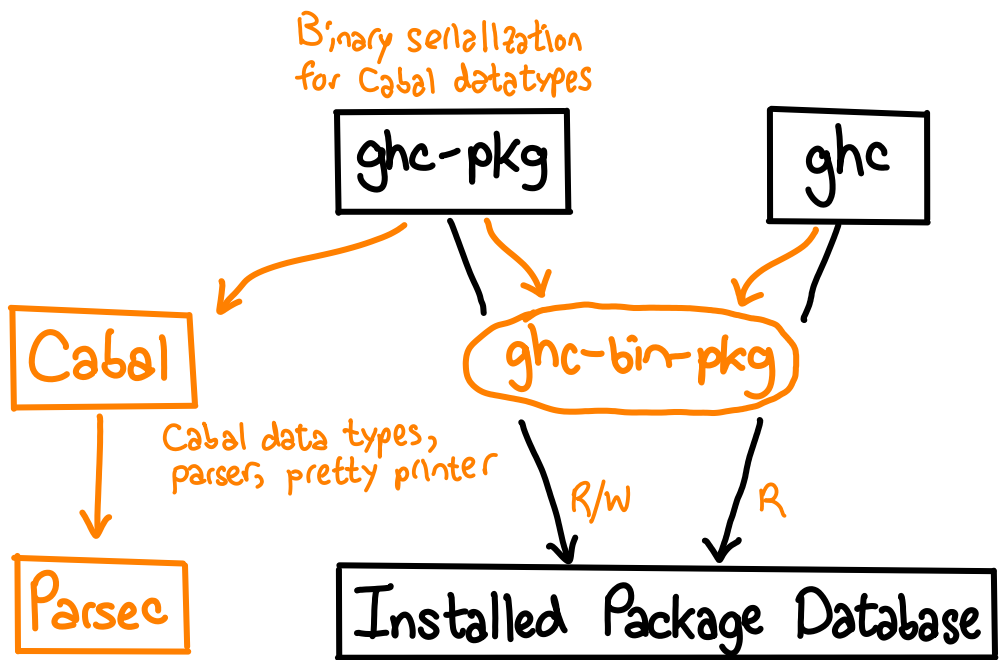 Binary serialization
for Cabal datatypes
ghc-pkg
ghc
Cabal
ghc-bin-pkg
Cabal data types,
parser, pretty printer
R/W
R
Parsec
Installed Package Database